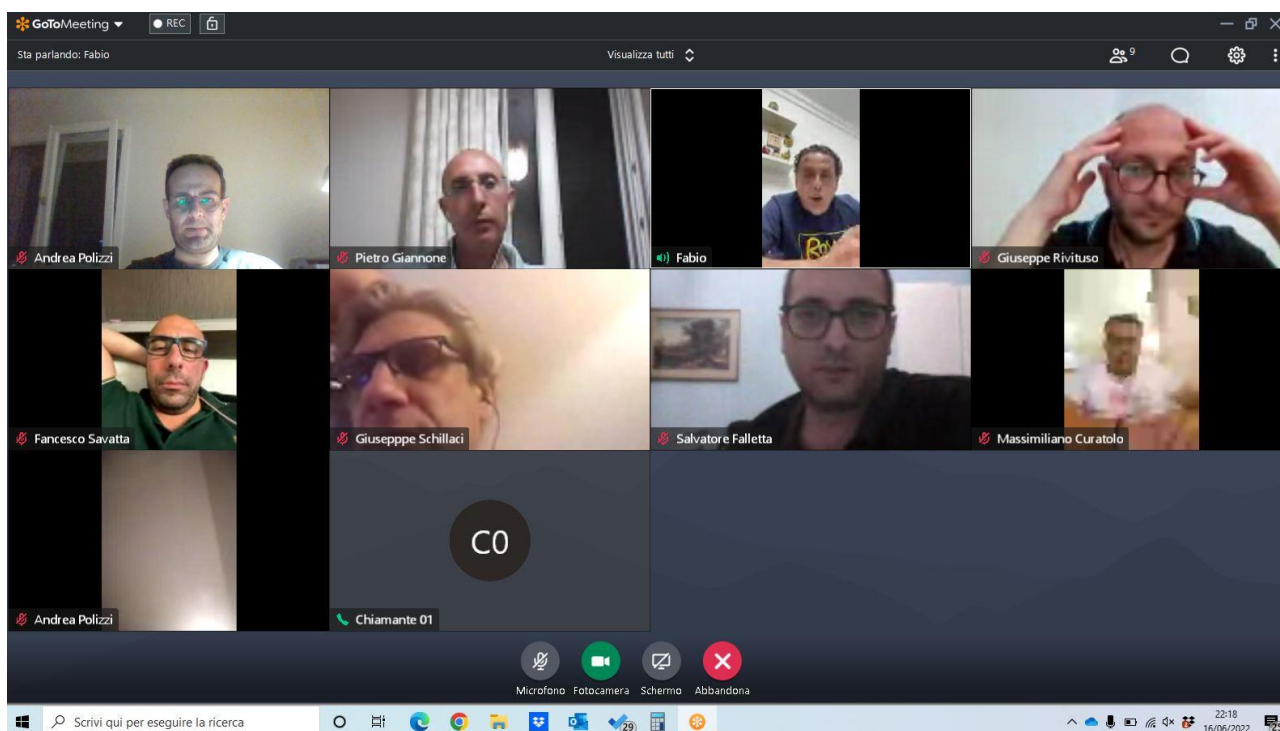 GoToMeeting
REC
Sta parlando: Fabio
Visualizza tutti
9
Andrea Polizzi
Pietro Giannone
Fabio
Giuseppe Rivituso
Fancesco Savatta
Giusepppe Schillaci
Salvatore Falletta
Massimiliano Curatolo
Andrea Polizzi
C0
Chiamante 01
Microfono
Fotocamera
Schermo
Abbandona
Scrivi qui per eseguire la ricerca
29
22:18
16/06/2022